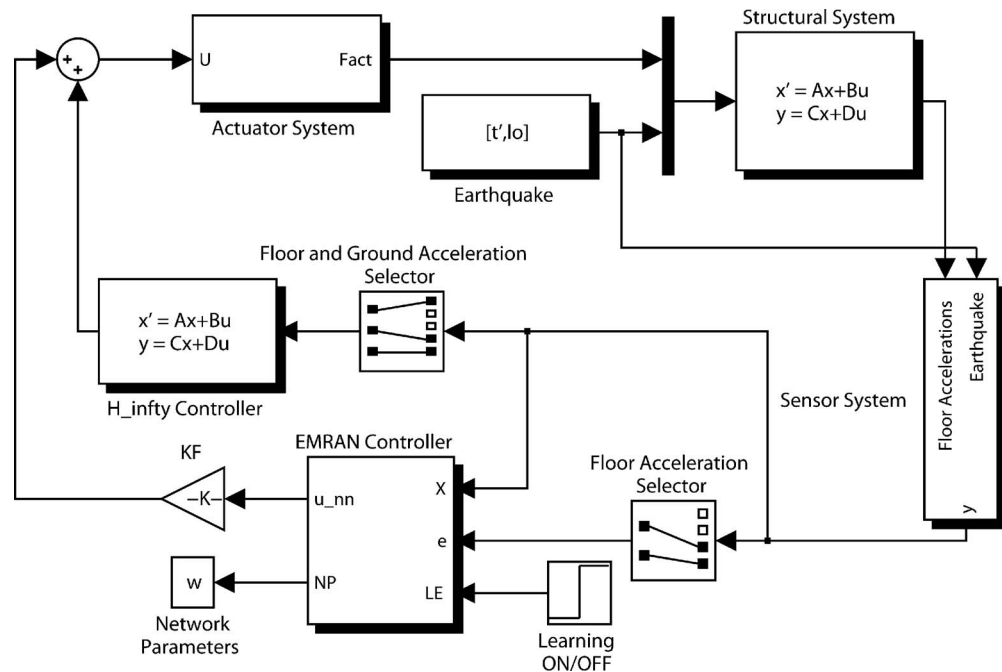 Structural System
+
+
U
Fact
x' = Ax+Bu
y = Cx+Du
Actuator System
[t',lo]
Earthquake
Floor and Ground Acceleration
Selector
x' = Ax+Bu
y = Cx+Du
H_infty Controller
Floor Accelerations
Earthquake
y
Sensor System
EMRAN Controller
KF
-K-
u_nn
X
e
NP
LE
Floor Acceleration
Selector
w
Network
Parameters
Learning
ON/OFF